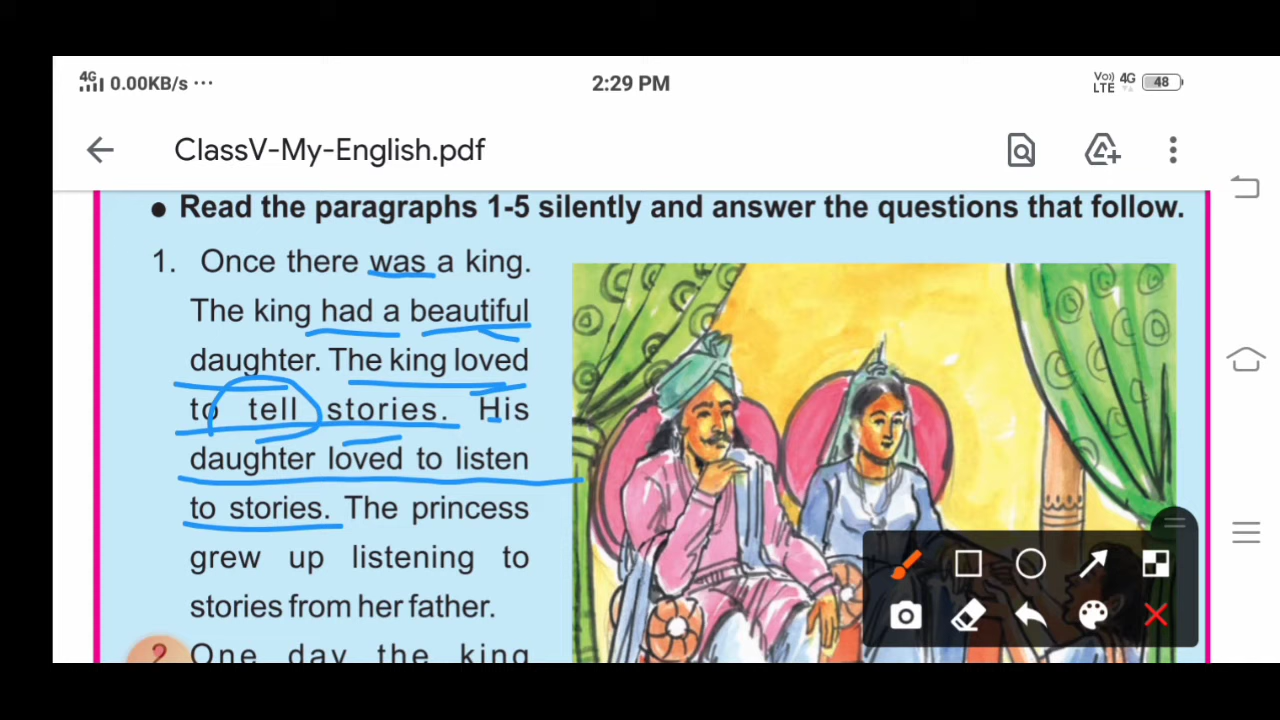 4G 0.00KB/s ... 2:29 PM Vo) LTE 4G 48
ClassV-My-English.pdf
● Read the paragraphs 1-5 silently and answer the questions that follow.
1. Once there was a king.
The king had a beautiful
daughter. The king loved
to tell stories. His
daughter loved to listen
to stories. The princess
grew up listening to
stories from her father.
2 One day the king